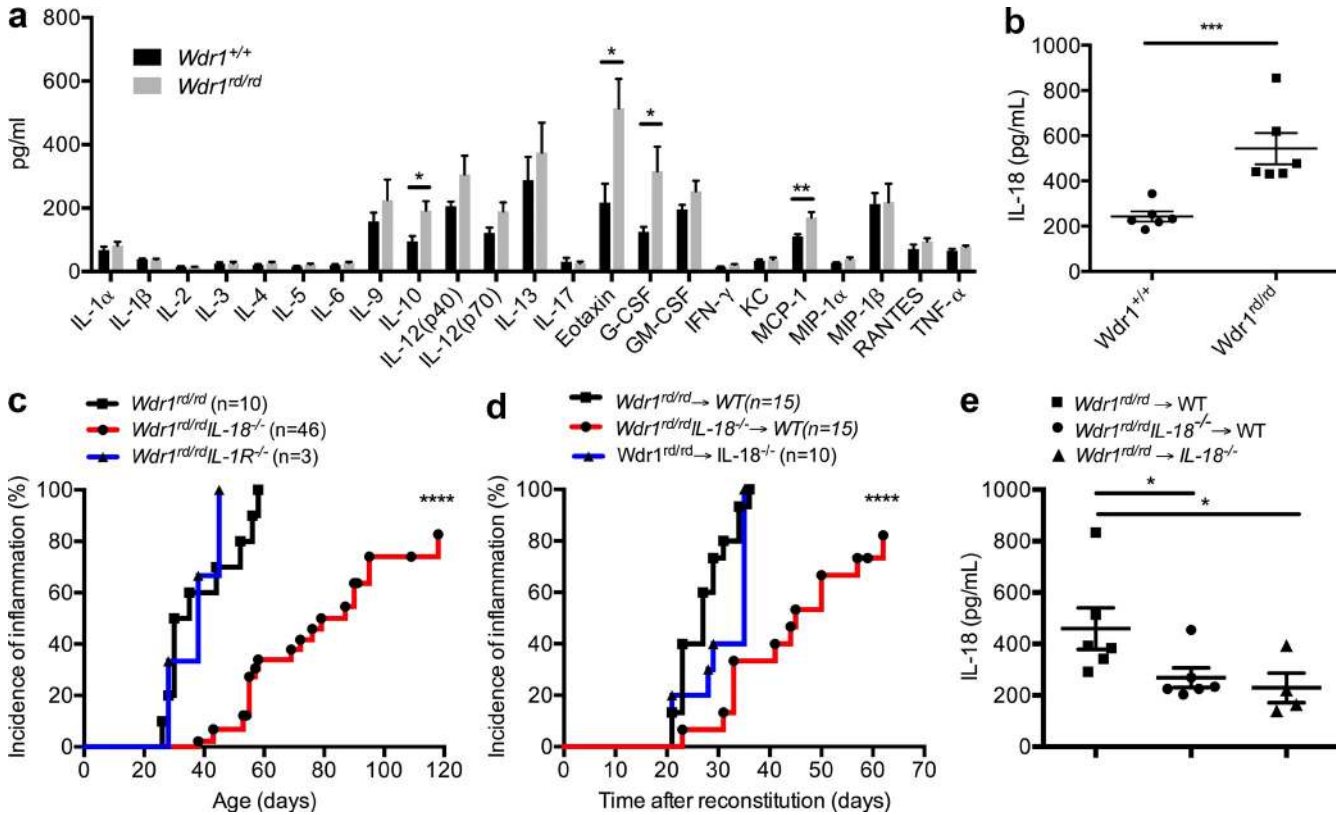 a
800
600
400
200
0
pg/ml
Wdr1+/+
Wdr1rd/rd
*
*
*
**
IL-1α
IL-1β
IL-2
IL-3
IL-4
IL-5
IL-6
IL-9
IL-10
IL-12(p40)
IL-12(p70)
IL-13
IL-17
Eotaxin
G-CSF
GM-CSF
IFN-γ
KC
MCP-1
MIP-1α
MIP-1β
RANTES
TNF-α
b
***
1000
800
600
400
200
0
IL-18 (pg/mL)
Wdr1+/+
Wdr1rd/rd
c
Wdr1rd/rd (n=10)
Wdr1rd/rdIL-18-/- (n=46)
Wdr1rd/rdIL-1R-/- (n=3)
Incidence of inflammation (%)
100
80
60
40
20
0
****
0 20 40 60 80 100 120
Age (days)
d
Wdr1rd/rd→ WT(n=15)
Wdr1rd/rdIL-18-/-→ WT(n=15)
Wdr1rd/rd→ IL-18-/- (n=10)
Incidence of inflammation (%)
100
80
60
40
20
0
****
0 10 20 30 40 50 60 70
Time after reconstitution (days)
e
Wdr1rd/rd → WT
Wdr1rd/rdIL-18-/-→ WT
Wdr1rd/rd → IL-18-/-
*
*
1000
800
600
400
200
0
IL-18 (pg/mL)